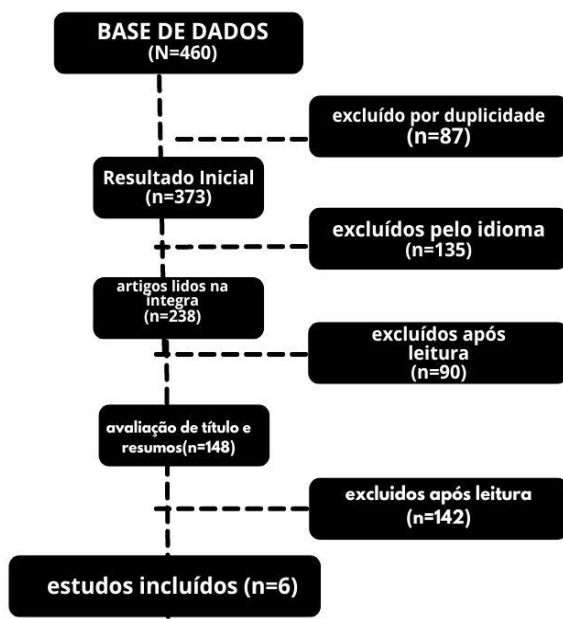 BASE DE DADOS
(N=460)
excluído por duplicidade
(n=87)
Resultado Inicial
(n=373)
excluídos pelo idioma
(n=135)
artigos lidos na
íntegra
(n=238)
excluídos após
leitura
(n=90)
avaliação de título e
resumos(n=148)
excluidos após leitura
(n=142)
estudos incluídos (n=6)